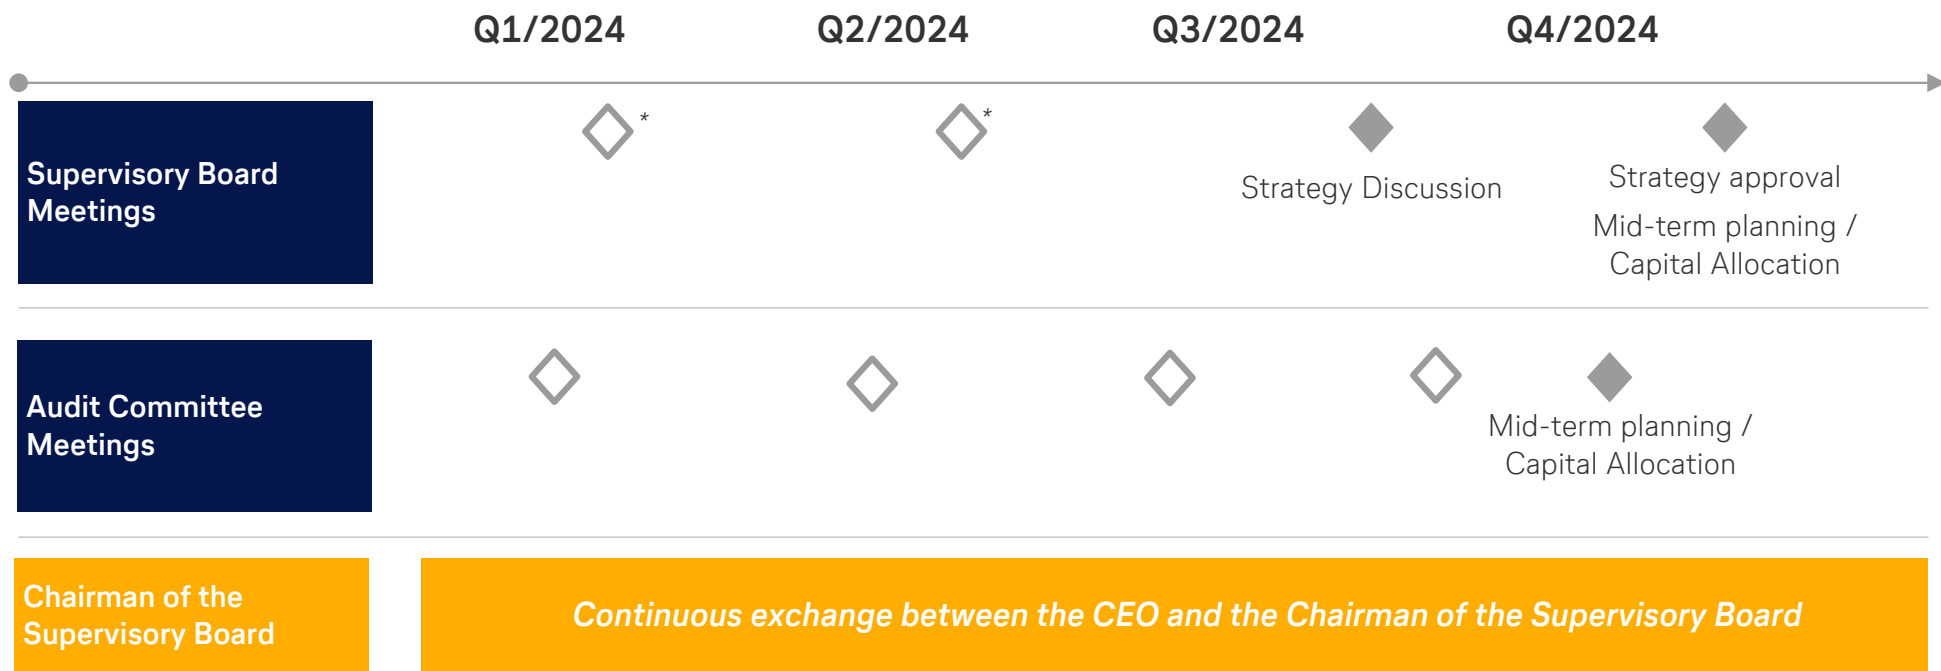 Q1/2024 Q2/2024 Q3/2024 Q4/2024
Supervisory Board
Meetings
*
*
Strategy Discussion
Strategy approval
Mid-term planning /
Capital Allocation
Audit Committee
Meetings
Mid-term planning /
Capital Allocation
Chairman of the
Supervisory Board
Continuous exchange between the CEO and the Chairman of the Supervisory Board